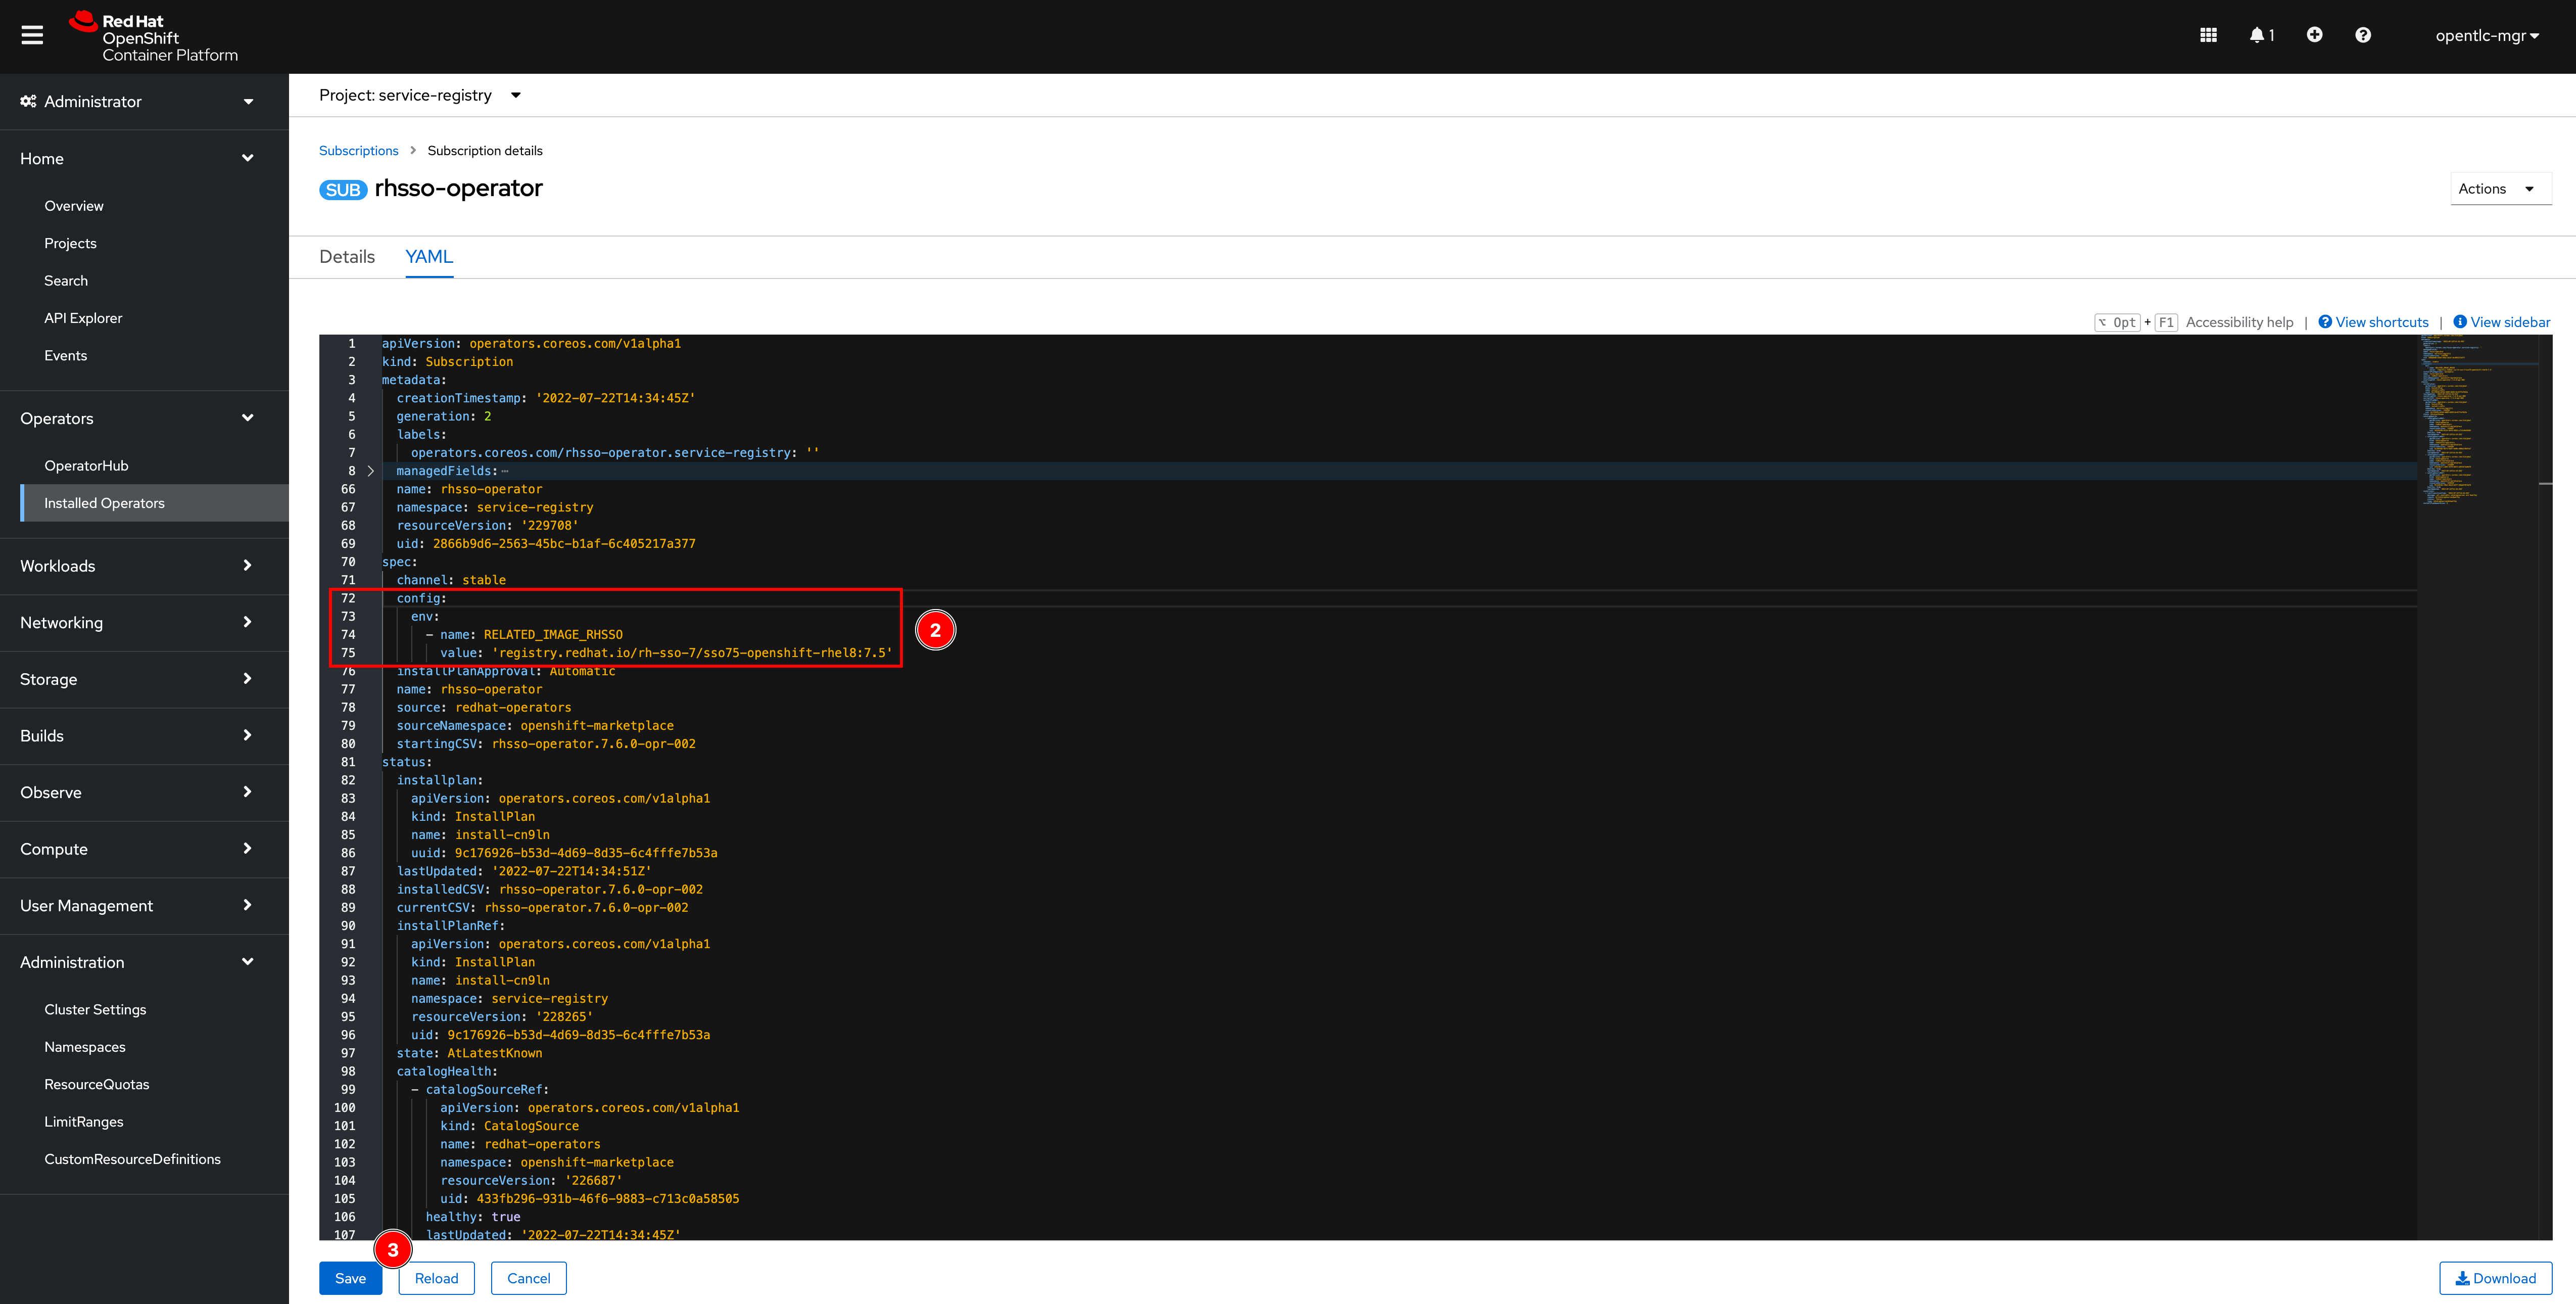 Red Hat
OpenShift
Container Platform
1
opentlc-mgr
Administrator
Home
Overview
Projects
Search
API Explorer
Events
Operators
OperatorHub
Installed Operators
Workloads
Networking
Storage
Builds
Observe
Compute
User Management
Administration
Cluster Settings
Namespaces
ResourceQuotas
LimitRanges
CustomResourceDefinitions
Project: service-registry
Subscriptions > Subscription details
SUB rhsso-operator
Actions
Details YAML
⌥ Opt + F1 Accessibility help | View shortcuts | View sidebar
1 apiVersion: operators.coreos.com/v1alpha1
2 kind: Subscription
3 metadata:
4 creationTimestamp: '2022-07-22T14:34:45Z'
5 generation: 2
6 labels:
7 operators.coreos.com/rhsso-operator.service-registry: ''
8 managedFields:
66 name: rhsso-operator
67 namespace: service-registry
68 resourceVersion: '229708'
69 uid: 2866b9d6-2563-45bc-b1af-6c405217a377
70 spec:
71 channel: stable
72 config:
73 env:
74 - name: RELATED_IMAGE_RHSSO
75 value: 'registry.redhat.io/rh-sso-7/sso75-openshift-rhel8:7.5'
2
76 installPlanApproval: Automatic
77 name: rhsso-operator
78 source: redhat-operators
79 sourceNamespace: openshift-marketplace
80 startingCSV: rhsso-operator.7.6.0-opr-002
81 status:
82 installplan:
83 apiVersion: operators.coreos.com/v1alpha1
84 kind: InstallPlan
85 name: install-cn9ln
86 uuid: 9c176926-b53d-4d69-8d35-6c4fffe7b53a
87 lastUpdated: '2022-07-22T14:34:51Z'
88 installedCSV: rhsso-operator.7.6.0-opr-002
89 currentCSV: rhsso-operator.7.6.0-opr-002
90 installPlanRef:
91 apiVersion: operators.coreos.com/v1alpha1
92 kind: InstallPlan
93 name: install-cn9ln
94 namespace: service-registry
95 resourceVersion: '228265'
96 uid: 9c176926-b53d-4d69-8d35-6c4fffe7b53a
97 state: AtLatestKnown
98 catalogHealth:
99 - catalogSourceRef:
100 apiVersion: operators.coreos.com/v1alpha1
101 kind: CatalogSource
102 name: redhat-operators
103 namespace: openshift-marketplace
104 resourceVersion: '226687'
105 uid: 433fb296-931b-46f6-9883-c713c0a58505
106 healthy: true
107 lastUpdated: '2022-07-22T14:34:45Z'
3
Save Reload Cancel Download